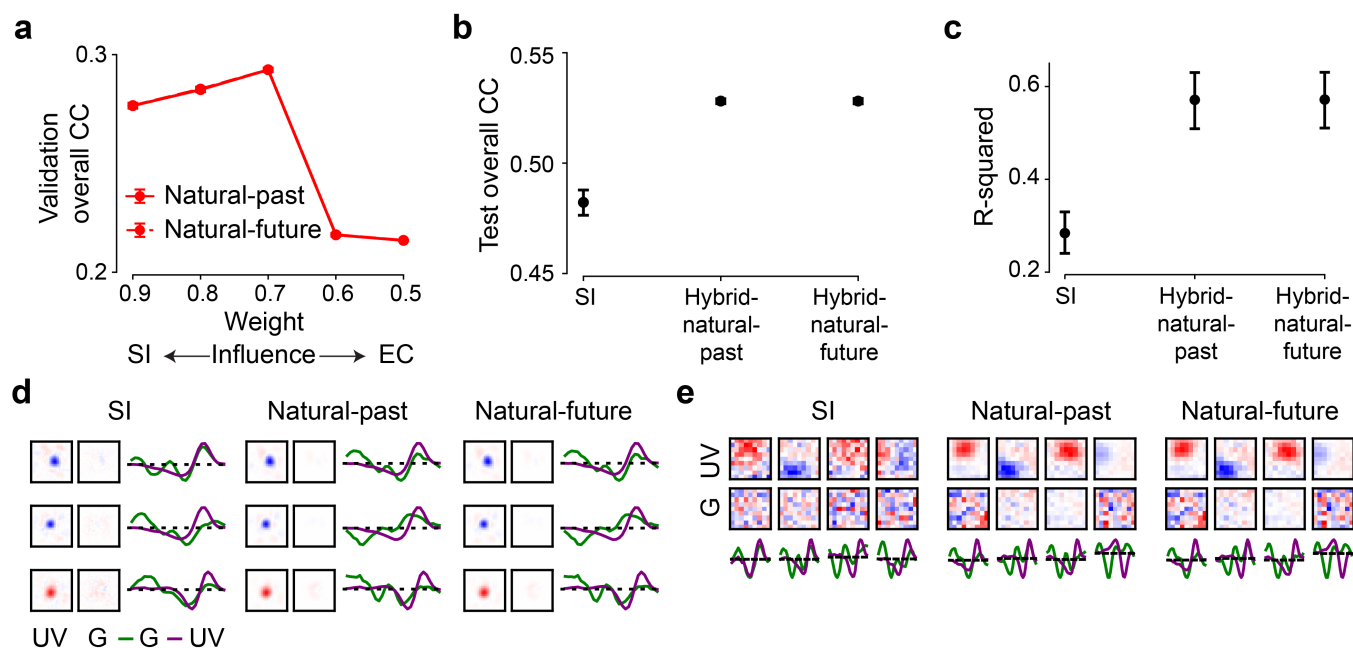 a
0.3
Validation
overall CC
0.2
Natural-past
Natural-future
0.9 0.8 0.7 0.6 0.5
Weight
SI Influence EC
b
0.55
0.50
0.45
Test overall CC
SI
Hybrid-
natural-
past
Hybrid-
natural-
future
c
0.6
0.4
0.2
R-squared
SI
Hybrid-
natural-
past
Hybrid-
natural-
future
d
SI Natural-past Natural-future
UV G G UV
e
SI Natural-past Natural-future
UV
G